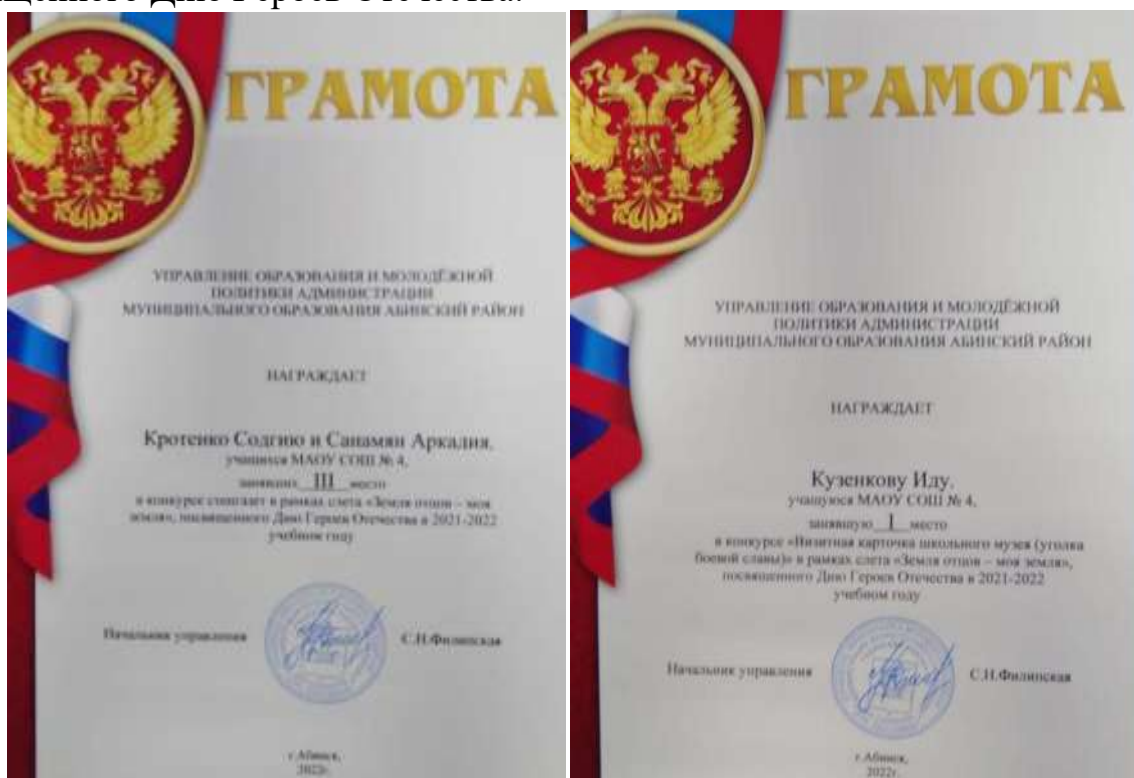 щенного Дню Героев Отечества.
ГРАМОТА
УПРАВЛЕНИЕ ОБРАЗОВАНИЯ И МОЛОДЁЖНОЙ
ПОЛИТИКИ АДМИНИСТРАЦИИ
МУНИЦИПАЛЬНОГО ОБРАЗОВАНИЯ АБИНСКИЙ РАЙОН
НАГРАЖДАЕТ
Кротенко и Санамян
учащихся МАОУ СОШ № 4,
занявших III место
в конкурсе в рамках слета «Земля отцов – моя
земля», посвященного Дню Героев Отечества в 2021-2022
учебном году
Начальник управления С.Н.Филипская
г.Абинск,
2022г.
ГРАМОТА
УПРАВЛЕНИЕ ОБРАЗОВАНИЯ И МОЛОДЁЖНОЙ
ПОЛИТИКИ АДМИНИСТРАЦИИ
МУНИЦИПАЛЬНОГО ОБРАЗОВАНИЯ АБИНСКИЙ РАЙОН
НАГРАЖДАЕТ
Кузенкову Иду,
учащуюся МАОУ СОШ № 4,
занявшую I место
в конкурсе «Визитная карточка школьного музея (уголка
боевой славы)» в рамках слета «Земля отцов – моя земля»,
посвященного Дню Героев Отечества в 2021-2022
учебном году
Начальник управления С.Н.Филипская
г.Абинск,
2022г.